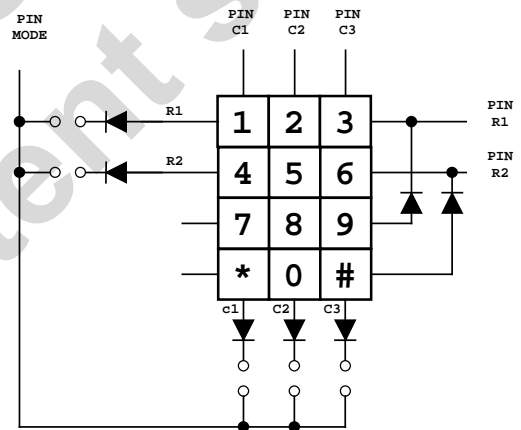 PIN MODE
PIN C1
PIN C2
PIN C3
R1
1 2 3
PIN R1
R2
4 5 6
PIN R2
7 8 9
* 0 #
c1 C2 C3